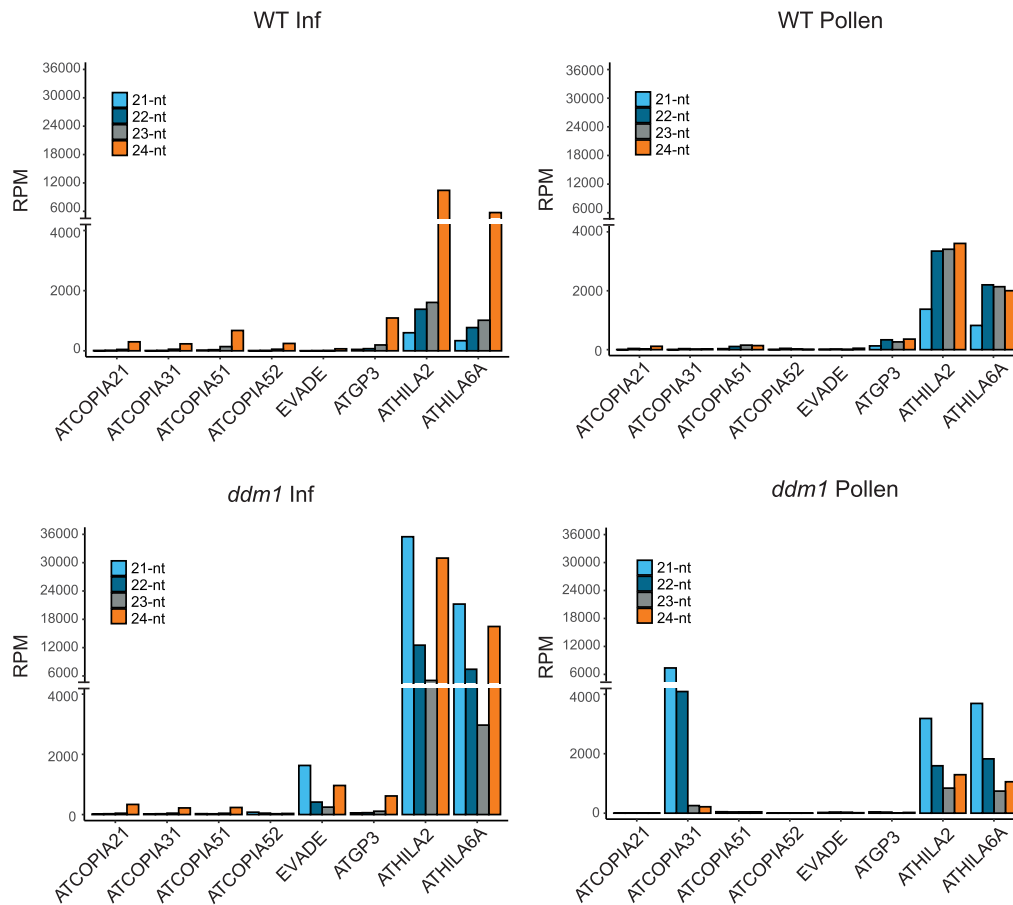 WT Inf
36000
30000
24000
18000
12000
6000
4000
2000
0
RPM
21-nt
22-nt
23-nt
24-nt
ATCOPIA21
ATCOPIA31
ATCOPIA51
ATCOPIA52
EVADE
ATGP3
ATHILA2
ATHILA6A
WT Pollen
36000
30000
24000
18000
12000
6000
4000
2000
0
RPM
21-nt
22-nt
23-nt
24-nt
ATCOPIA21
ATCOPIA31
ATCOPIA51
ATCOPIA52
EVADE
ATGP3
ATHILA2
ATHILA6A
ddm1 Inf
36000
30000
24000
18000
12000
6000
4000
2000
0
RPM
21-nt
22-nt
23-nt
24-nt
ATCOPIA21
ATCOPIA31
ATCOPIA51
ATCOPIA52
EVADE
ATGP3
ATHILA2
ATHILA6A
ddm1 Pollen
36000
30000
24000
18000
12000
6000
4000
2000
0
RPM
21-nt
22-nt
23-nt
24-nt
ATCOPIA21
ATCOPIA31
ATCOPIA51
ATCOPIA52
EVADE
ATGP3
ATHILA2
ATHILA6A